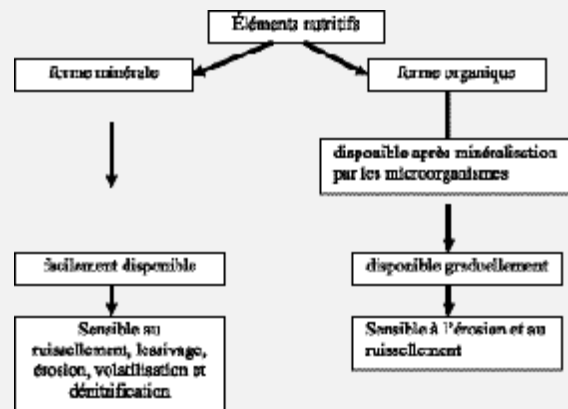 Éléments nutritifs
forme minérale
forme organique
disponible après minéralisation
par les microorganismes
facilement disponible
disponible graduellement
Sensible au
ruissellement, lessivage,
érosion, volatilisation et
dénitrification
Sensible à l'érosion et au
ruissellement